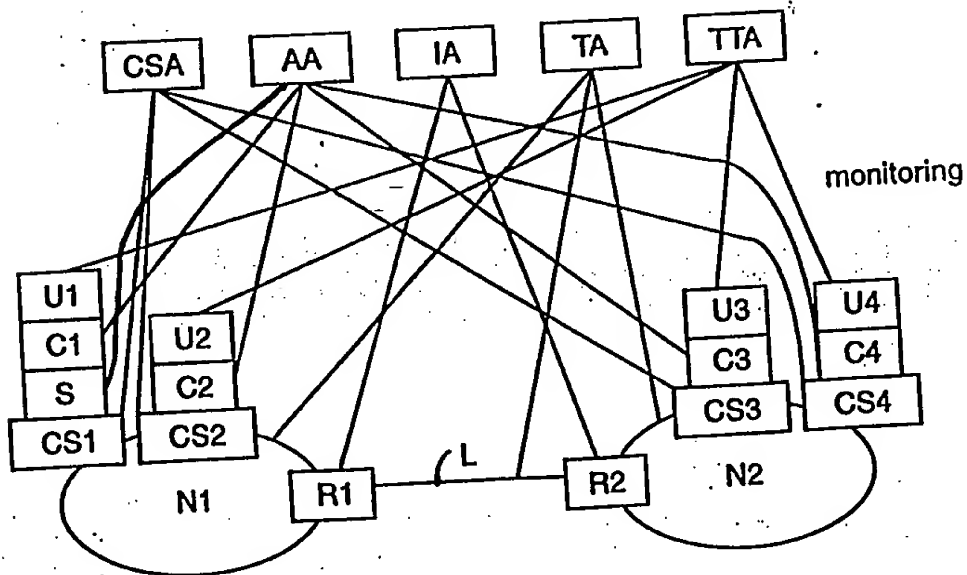 CSA AA IA TA TTA
monitoring
U1
C1
S
CS1
U2
C2
CS2
U3
C3
CS3
U4
C4
CS4
N1
R1
L
R2
N2